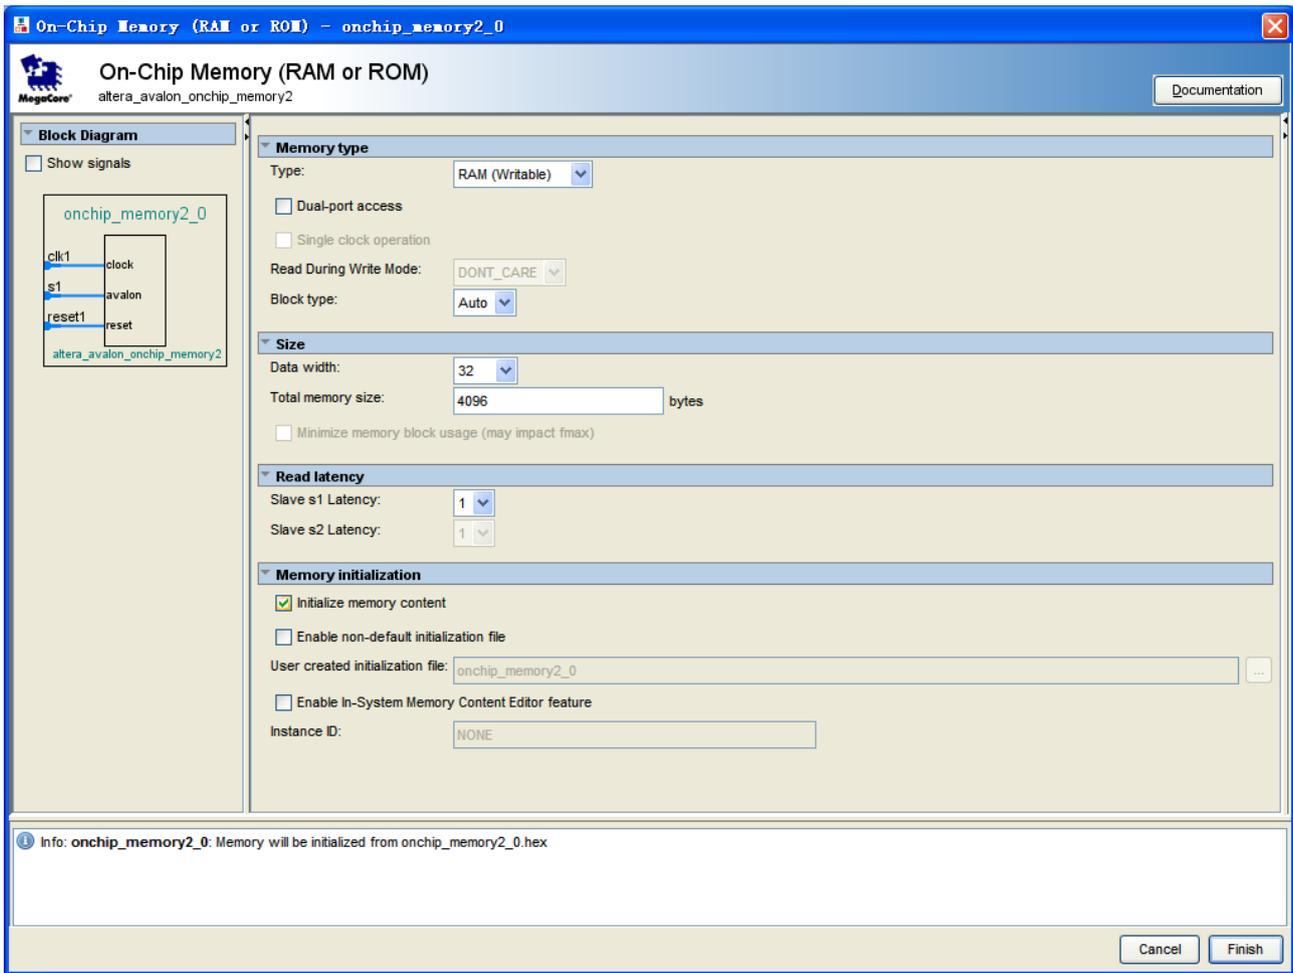 On-Chip Memory (RAM or ROM) - onchip_memory2_0
MegaCore®
On-Chip Memory (RAM or ROM)
altera_avalon_onchip_memory2
Documentation
Block Diagram
Show signals
onchip_memory2_0
clk1
clock
s1
avalon
reset1
reset
altera_avalon_onchip_memory2
Memory type
Type: RAM (Writable)
Dual-port access
Single clock operation
Read During Write Mode: DONT_CARE
Block type: Auto
Size
Data width: 32
Total memory size: 4096 bytes
Minimize memory block usage (may impact fmax)
Read latency
Slave s1 Latency: 1
Slave s2 Latency: 1
Memory initialization
Initialize memory content
Enable non-default initialization file
User created initialization file: onchip_memory2_0 ...
Enable In-System Memory Content Editor feature
Instance ID: NONE
Info: onchip_memory2_0: Memory will be initialized from onchip_memory2_0.hex
Cancel Finish